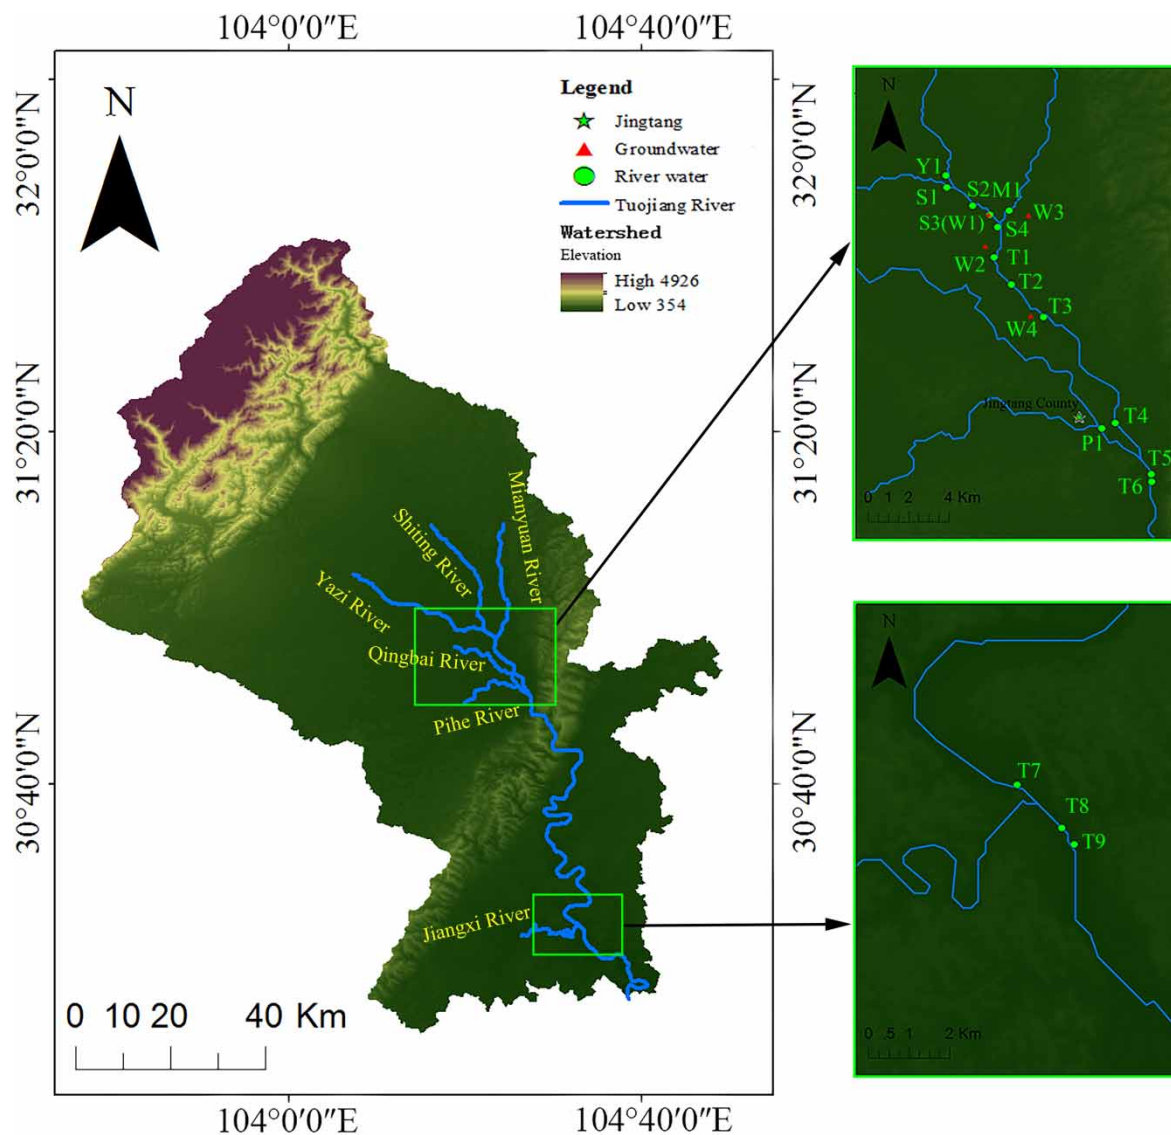 104°0'0"E
104°40'0"E
N
32°0'0"N
31°20'0"N
30°40'0"N
Legend
Jingtang
Groundwater
River water
Tuojiang River
Watershed
Elevation
High 4926
Low 354
Mianyuan River
Shiting River
Yazi River
Qingbai River
Pihe River
Jiangxi River
0 10 20 40 Km
104°0'0"E
104°40'0"E
32°0'0"N
31°20'0"N
30°40'0"N
N
Y1
S1
S2 M1
S3(W1)
W3
S4
W2
T1
T2
T3
W4
Jingtang County
T4
P1
T5
T6
0 1 2 4 Km
N
T7
T8
T9
0 .5 1 2 Km